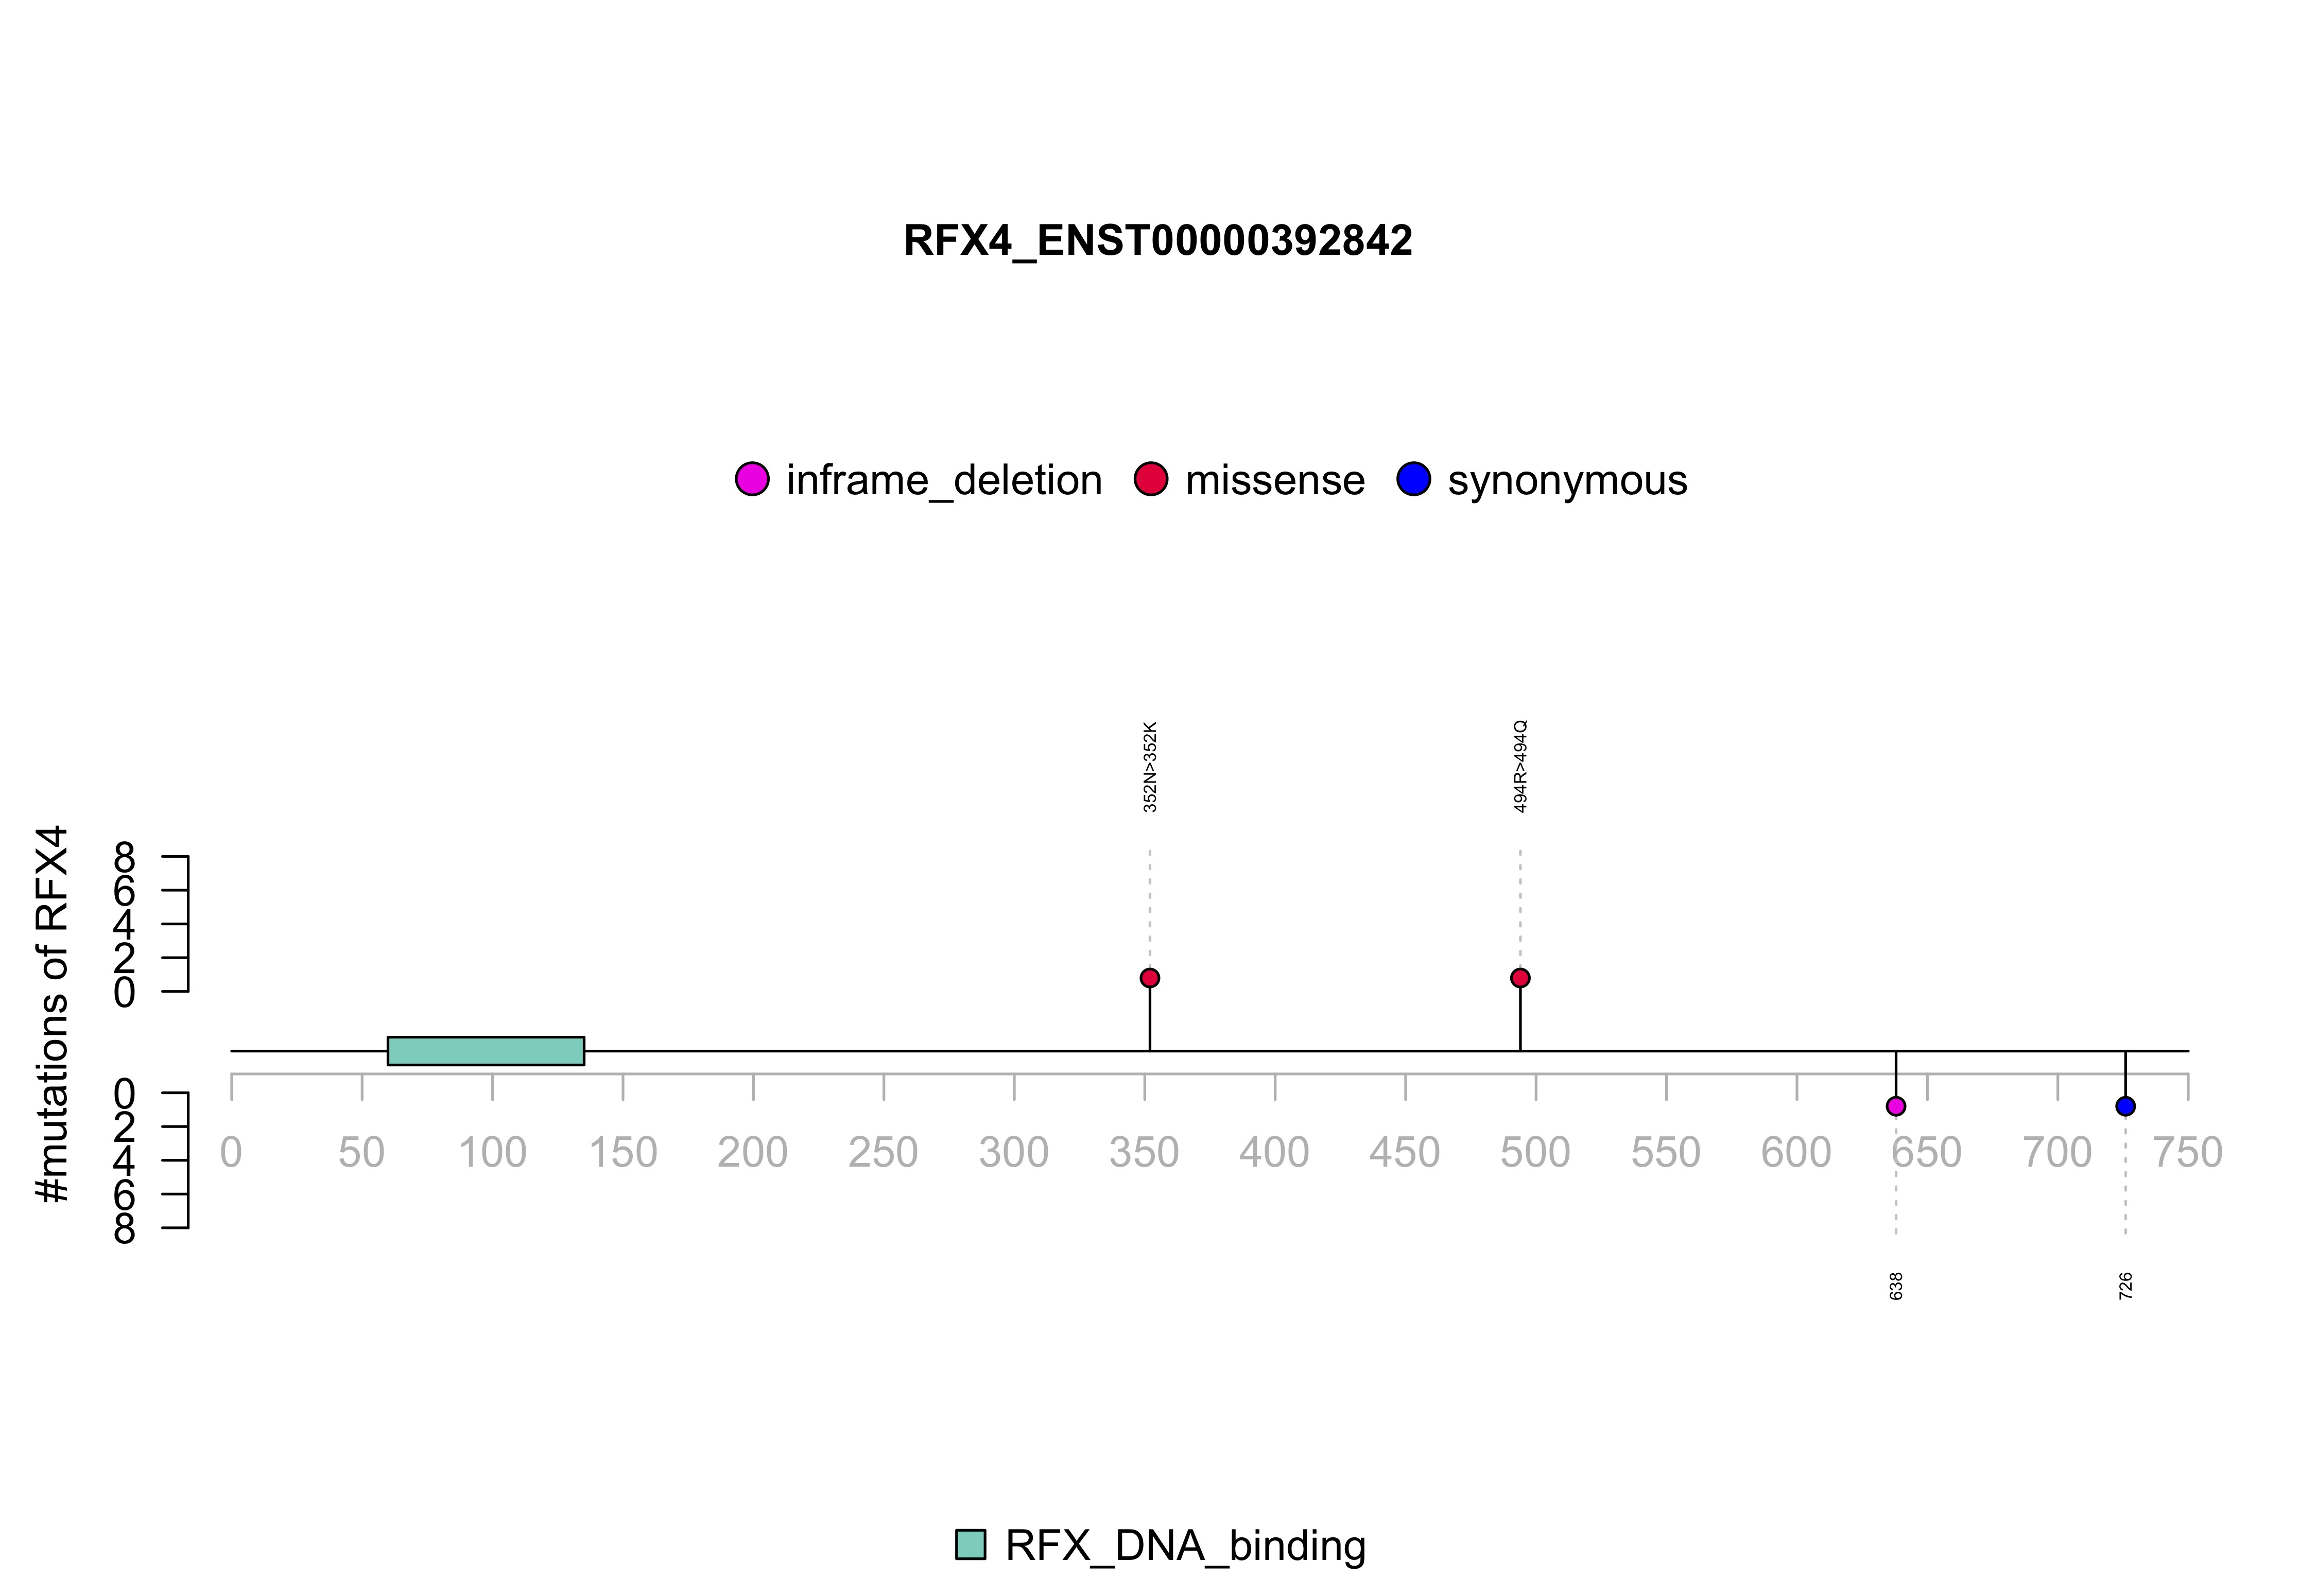 RFX4_ENST00000392842
inframe_deletion missense synonymous
352N>352K
494R>494Q
#mutations of RFX4
8
6
4
2
0
0
2
4
6
8
0 50 100 150 200 250 300 350 400 450 500 550 600 650 700 750
638
726
RFX_DNA_binding